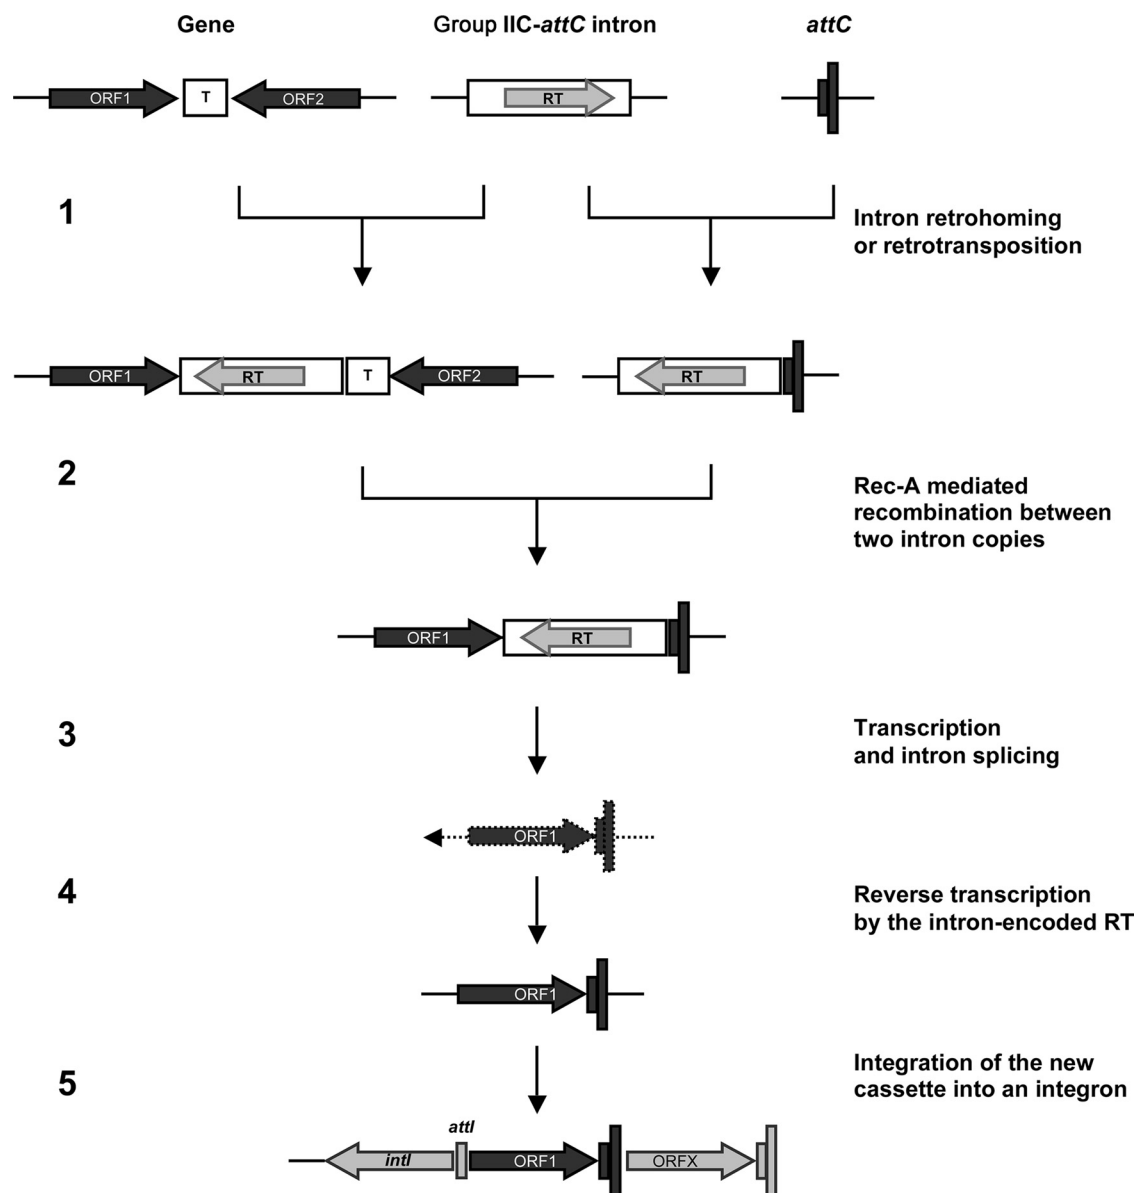 Gene
Group IIC-attC intron
attC
ORF1
T
ORF2
RT
1
Intron retrohoming
or retrotransposition
ORF1
RT
T
ORF2
RT
2
Rec-A mediated
recombination between
two intron copies
ORF1
RT
3
Transcription
and intron splicing
ORF1
4
Reverse transcription
by the intron-encoded RT
ORF1
5
Integration of the new
cassette into an integron
attI
intI
ORF1
ORFX